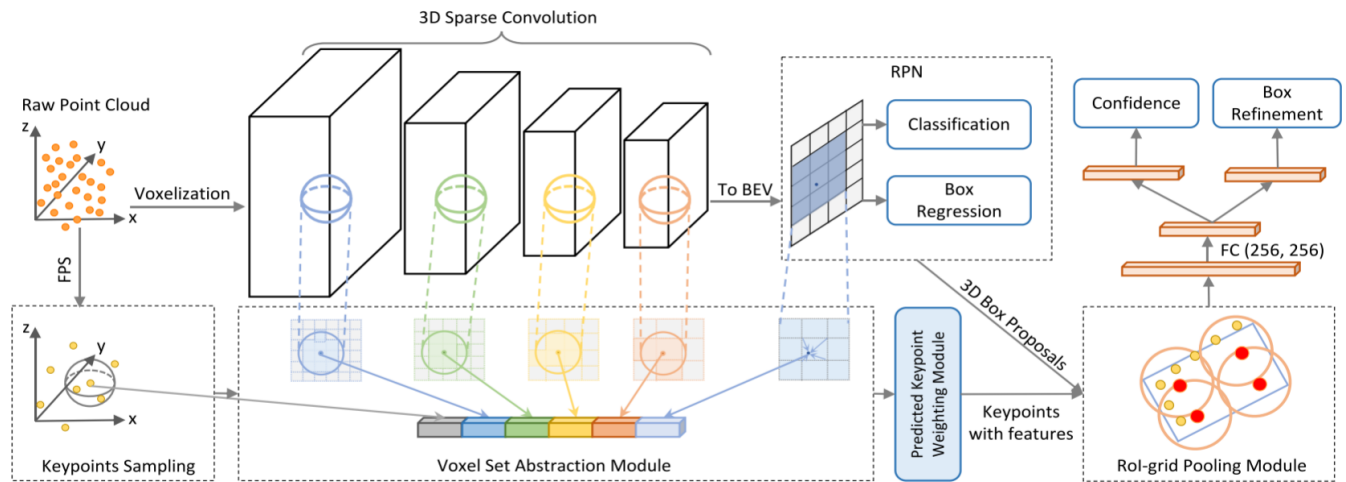 3D Sparse Convolution
Raw Point Cloud
z
y
x
Voxelization
FPS
To BEV
RPN
Classification
Box
Regression
Confidence
Box
Refinement
FC (256, 256)
3D Box Proposals
z
y
x
Keypoints Sampling
Voxel Set Abstraction Module
Predicted Keypoint
Weighting Module
Keypoints
with features
RoI-grid Pooling Module